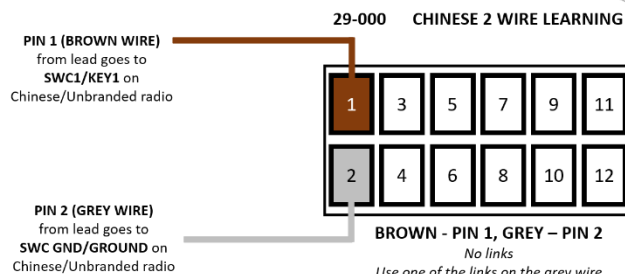 29-000 CHINESE 2 WIRE LEARNING
PIN 1 (BROWN WIRE)
from lead goes to
SWC1/KEY1 on
Chinese/Unbranded radio
1 3 5 7 9 11
2 4 6 8 10 12
PIN 2 (GREY WIRE)
from lead goes to
SWC GND/GROUND on
Chinese/Unbranded radio
BROWN - PIN 1, GREY – PIN 2
No links
Use one of the links on the grey wire